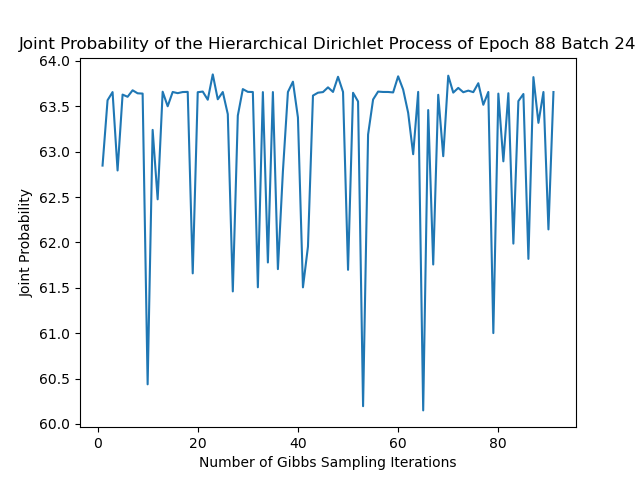 Joint Probability of the Hierarchical Dirichlet Process of Epoch 88 Batch 24
64.0
63.5
63.0
62.5
62.0
61.5
61.0
60.5
60.0
Joint Probability
0 20 40 60 80
Number of Gibbs Sampling Iterations